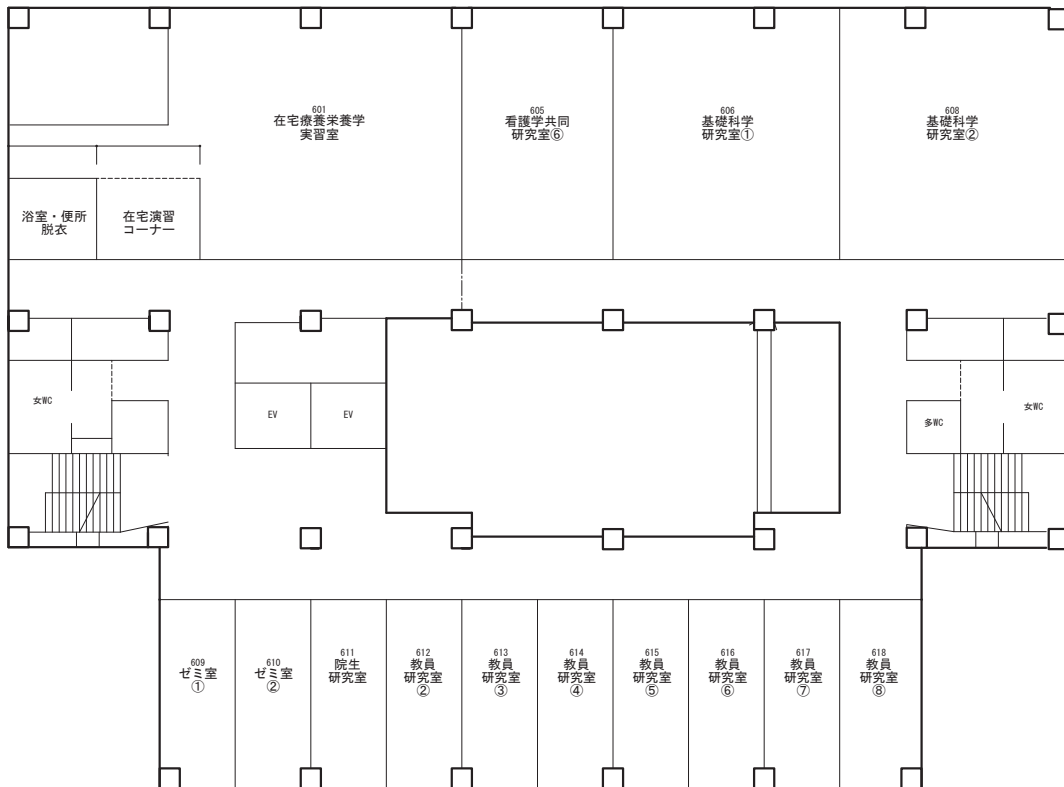 601
在宅療養栄養学
実習室
605
看護学共同
研究室⑥
606
基礎科学
研究室①
608
基礎科学
研究室②
浴室・便所
脱衣
在宅演習
コーナー
女WC
EV
EV
多WC
女WC
609
ゼミ室
①
610
ゼミ室
②
611
院生
研究室
612
教員
研究室
②
613
教員
研究室
③
614
教員
研究室
④
615
教員
研究室
⑤
616
教員
研究室
⑥
617
教員
研究室
⑦
618
教員
研究室
⑧